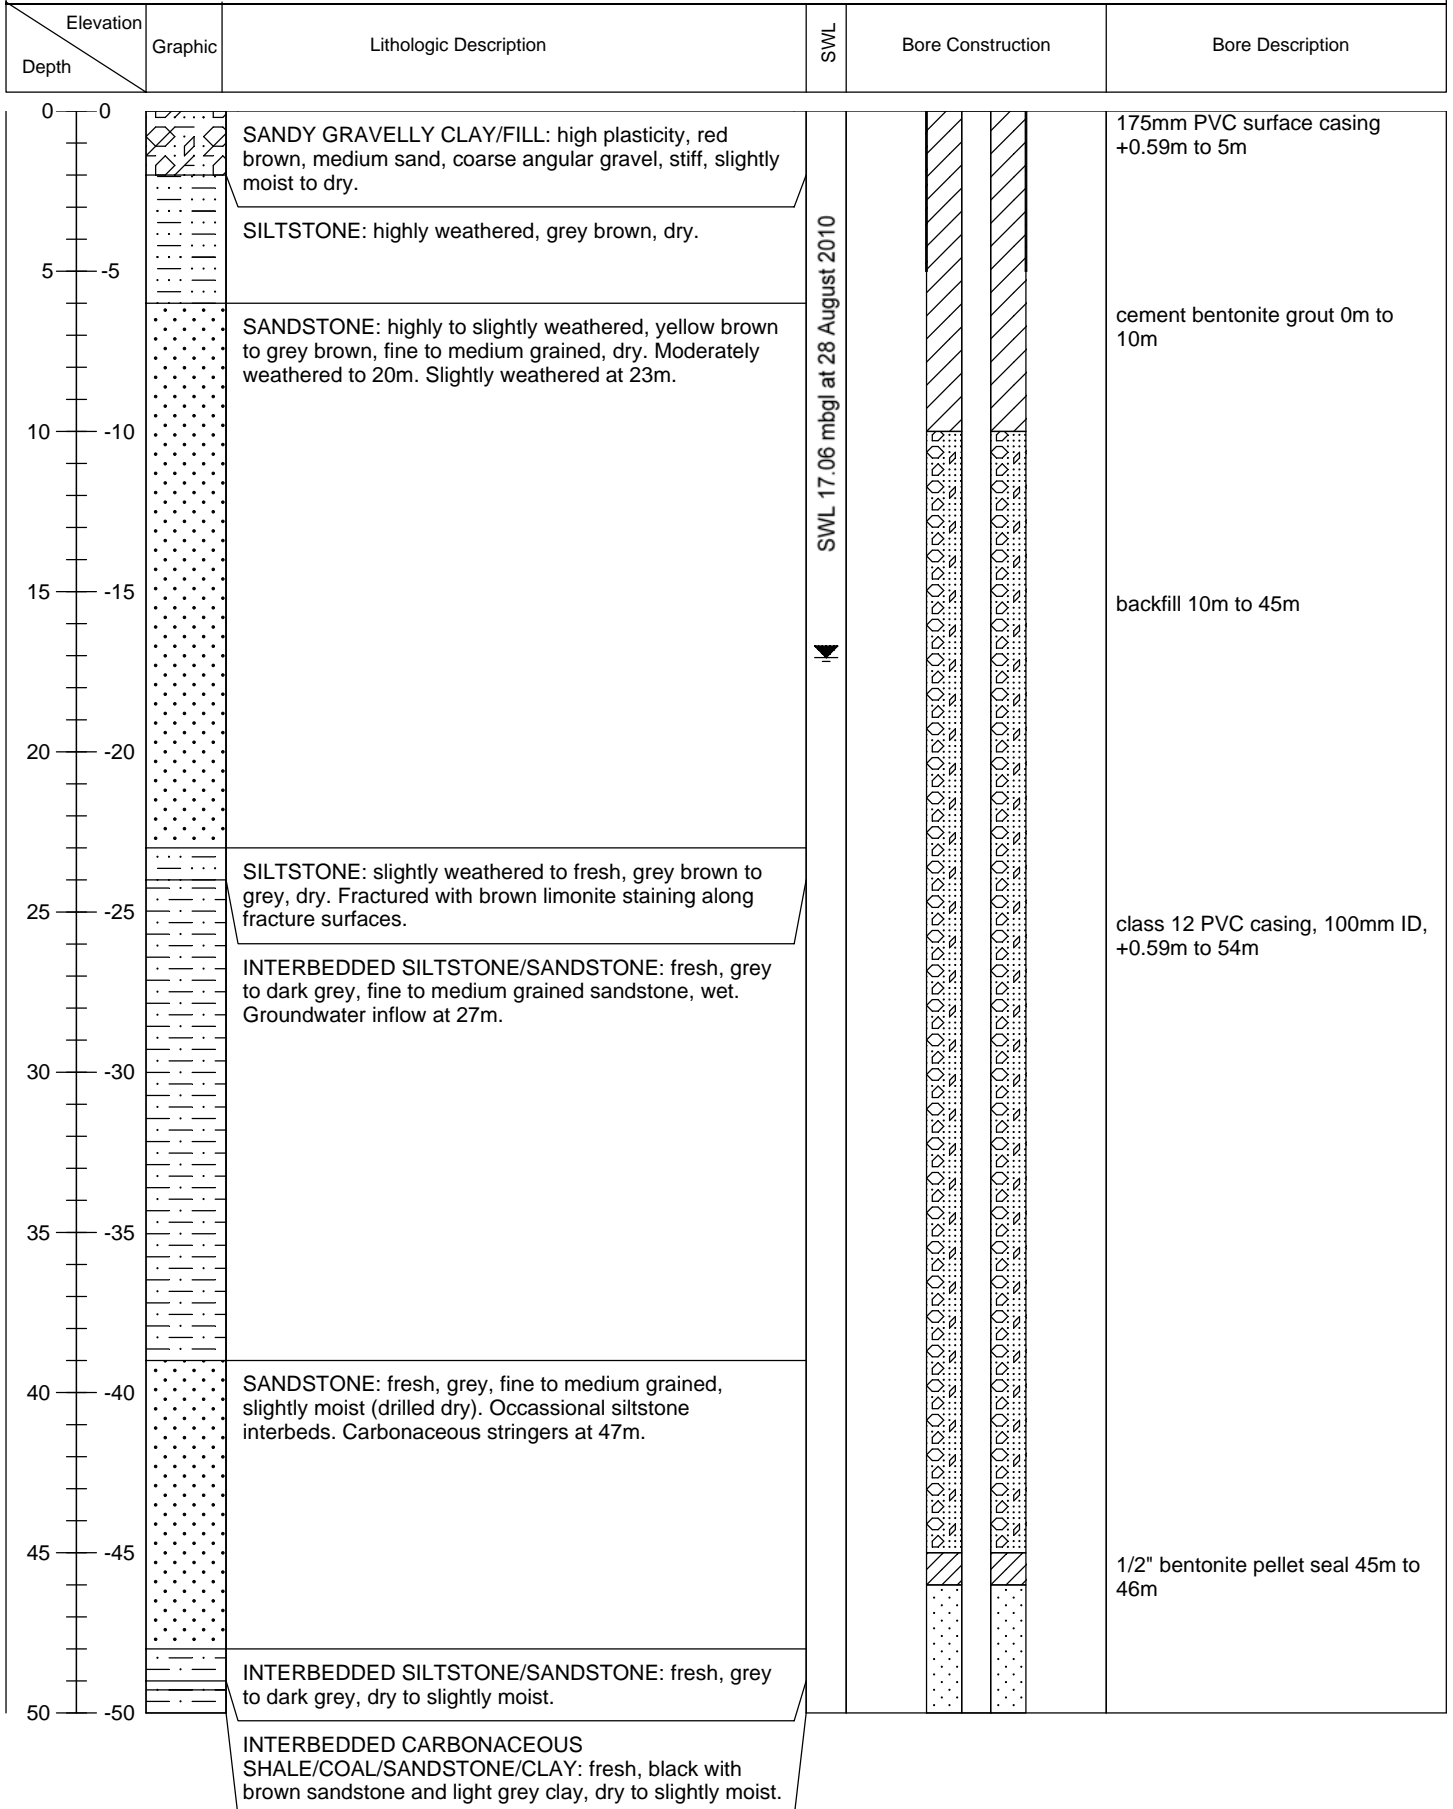 Elevation
Depth
Graphic
Lithologic Description
SWL
Bore Construction
Bore Description
0 0
SANDY GRAVELLY CLAY/FILL: high plasticity, red
brown, medium sand, coarse angular gravel, stiff, slightly
moist to dry.
175mm PVC surface casing
+0.59m to 5m
SILTSTONE: highly weathered, grey brown, dry.
5 -5
SWL 17.06 mbgl at 28 August 2010
SANDSTONE: highly to slightly weathered, yellow brown
to grey brown, fine to medium grained, dry. Moderately
weathered to 20m. Slightly weathered at 23m.
cement bentonite grout 0m to
10m
10 -10
15 -15
backfill 10m to 45m
20 -20
SILTSTONE: slightly weathered to fresh, grey brown to
grey, dry. Fractured with brown limonite staining along
fracture surfaces.
25 -25
class 12 PVC casing, 100mm ID,
+0.59m to 54m
INTERBEDDED SILTSTONE/SANDSTONE: fresh, grey
to dark grey, fine to medium grained sandstone, wet.
Groundwater inflow at 27m.
30 -30
35 -35
SANDSTONE: fresh, grey, fine to medium grained,
slightly moist (drilled dry). Occassional siltstone
interbeds. Carbonaceous stringers at 47m.
40 -40
45 -45
1/2" bentonite pellet seal 45m to
46m
INTERBEDDED SILTSTONE/SANDSTONE: fresh, grey
to dark grey, dry to slightly moist.
50 -50
INTERBEDDED CARBONACEOUS
SHALE/COAL/SANDSTONE/CLAY: fresh, black with
brown sandstone and light grey clay, dry to slightly moist.